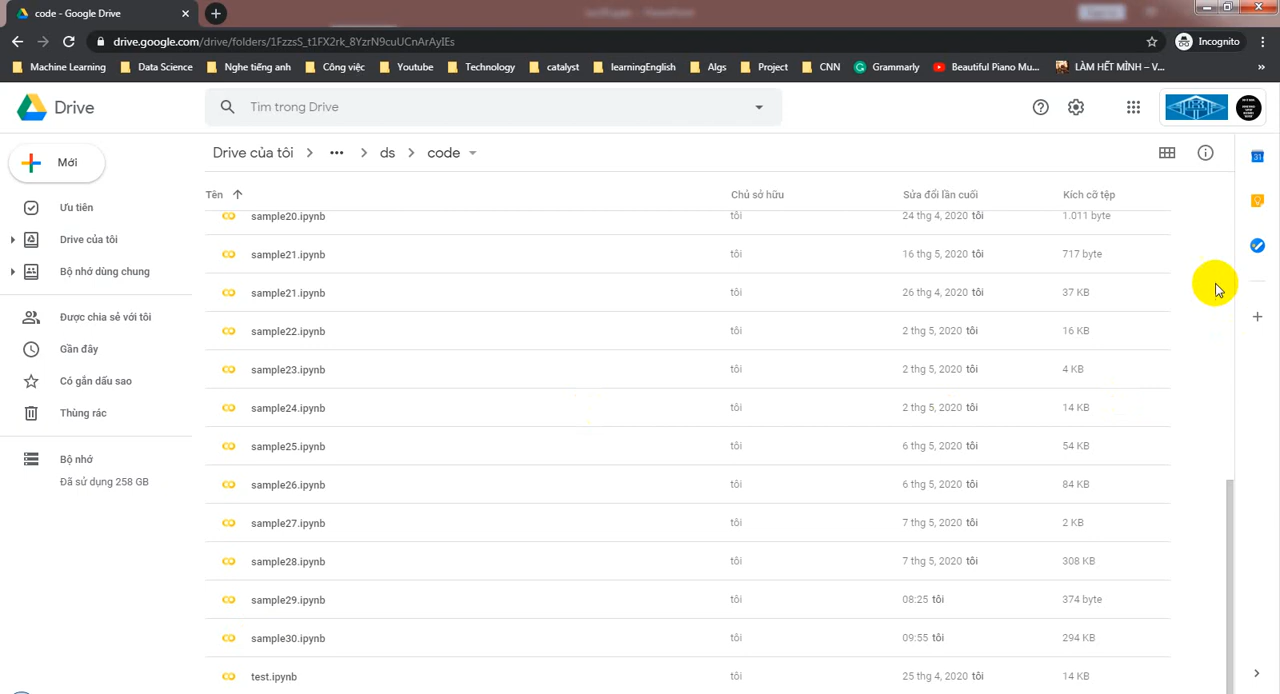 code - Google Drive
drive.google.com/drive/folders/1FzzsS_t1FX2rk_8YzrN9cuUCnArAyIEs
Incognito
Machine Learning Data Science Nghe tiếng anh Công việc Youtube Technology catalyst learningEnglish Algs Project CNN Grammarly Beautiful Piano Mu... LÀM HẾT MÌNH – V... »
Drive
Tìm trong Drive
Mới
Drive của tôi > ... > ds > code
Tên Chủ sở hữu Sửa đổi lần cuối Kích cỡ tệp
sample20.ipynb tôi 24 thg 4, 2020 tôi 1.011 byte
sample21.ipynb tôi 16 thg 5, 2020 tôi 717 byte
sample21.ipynb tôi 26 thg 4, 2020 tôi 37 KB
sample22.ipynb tôi 2 thg 5, 2020 tôi 16 KB
sample23.ipynb tôi 2 thg 5, 2020 tôi 4 KB
sample24.ipynb tôi 2 thg 5, 2020 tôi 14 KB
sample25.ipynb tôi 6 thg 5, 2020 tôi 54 KB
sample26.ipynb tôi 6 thg 5, 2020 tôi 84 KB
sample27.ipynb tôi 7 thg 5, 2020 tôi 2 KB
sample28.ipynb tôi 7 thg 5, 2020 tôi 308 KB
sample29.ipynb tôi 08:25 tôi 374 byte
sample30.ipynb tôi 09:55 tôi 294 KB
test.ipynb tôi 25 thg 4, 2020 tôi 14 KB
Ưu tiên
Drive của tôi
Bộ nhớ dùng chung
Được chia sẻ với tôi
Gần đây
Có gắn dấu sao
Thùng rác
Bộ nhớ
Đã sử dụng 258 GB
31